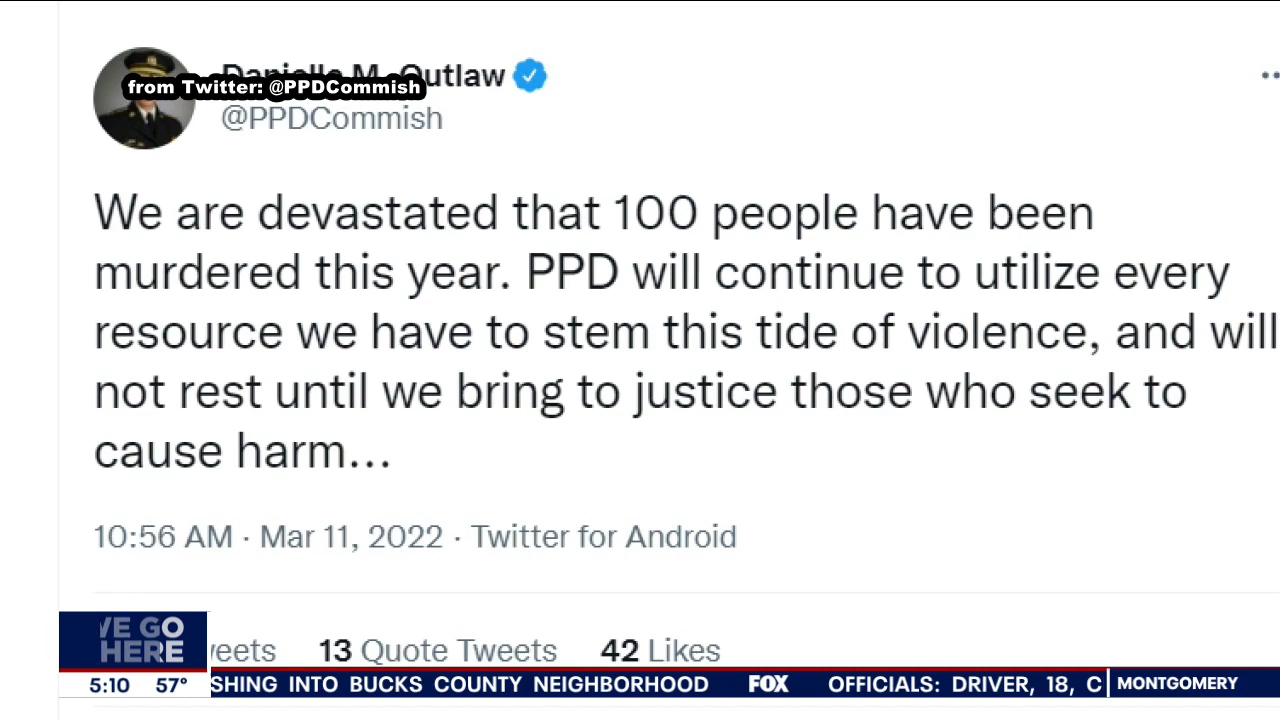 Danielle M. Outlaw
from Twitter: @PPDCommish
@PPDCommish
We are devastated that 100 people have been
murdered this year. PPD will continue to utilize every
resource we have to stem this tide of violence, and will
not rest until we bring to justice those who seek to
cause harm...
10:56 AM · Mar 11, 2022 · Twitter for Android
13 Quote Tweets 42 Likes
GO
HERE
5:10 57° SHING INTO BUCKS COUNTY NEIGHBORHOOD FOX OFFICIALS: DRIVER, 18, C MONTGOMERY